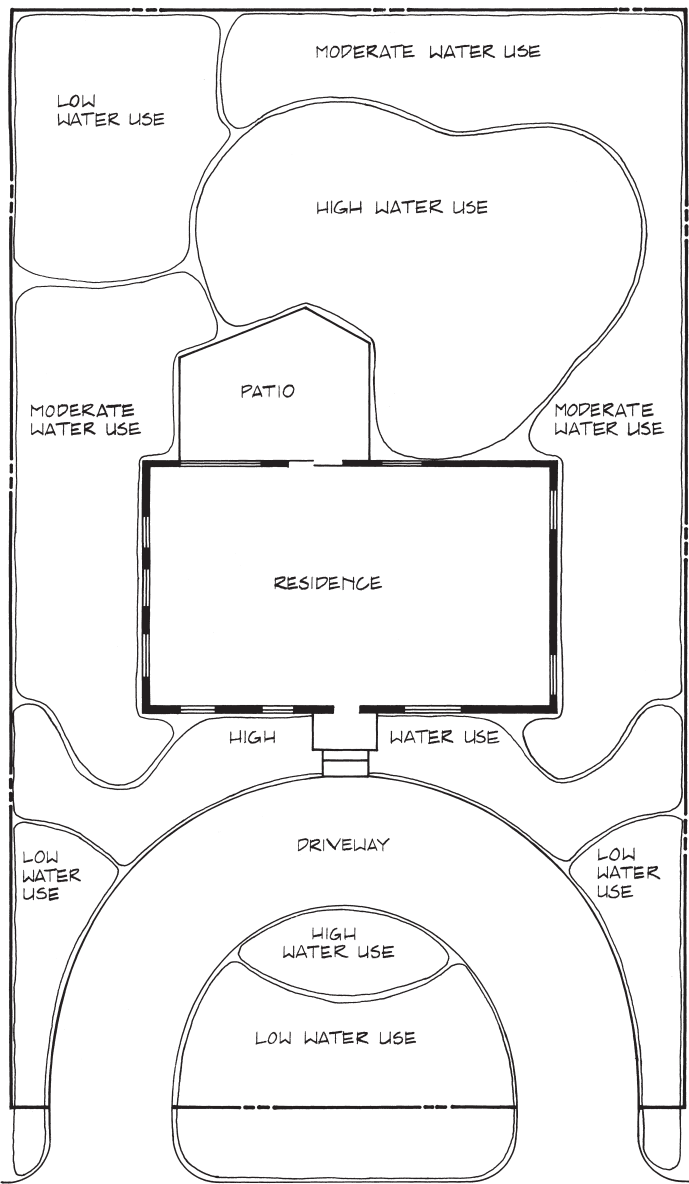 MODERATE WATER USE
LOW
WATER USE
HIGH WATER USE
PATIO
MODERATE
WATER USE
MODERATE
WATER USE
RESIDENCE
HIGH WATER USE
DRIVEWAY
LOW
WATER
USE
LOW
WATER
USE
HIGH
WATER USE
LOW WATER USE